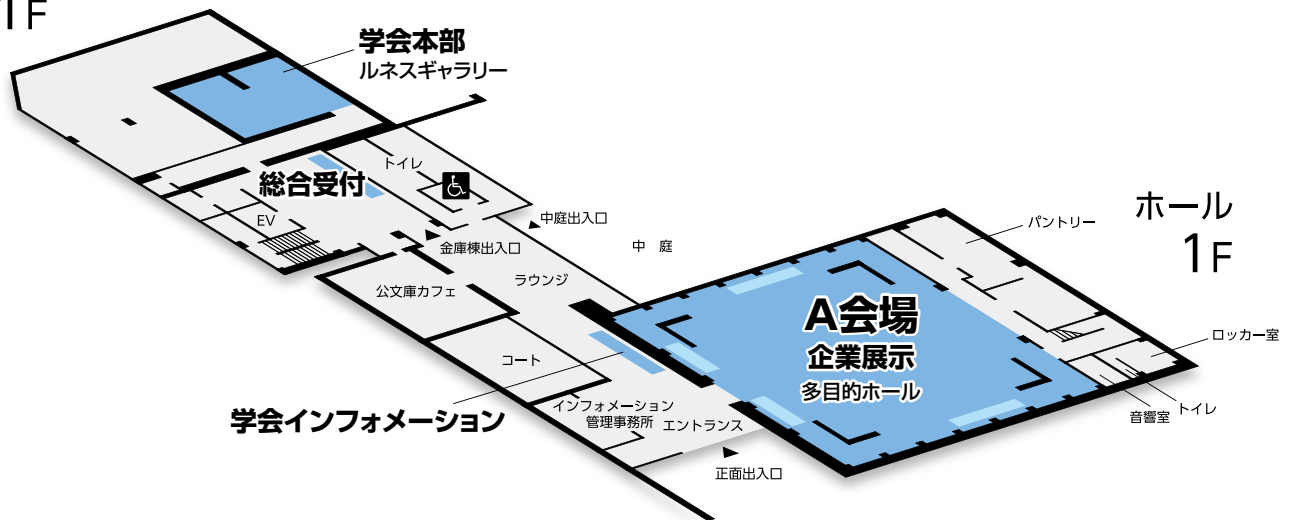 1F
学会本部
ルネスギャラリー
トイレ
総合受付
EV
中庭出入口
金庫棟出入口
中 庭
ラウンジ
公文庫カフェ
コート
学会インフォメーション
インフォメーション
管理事務所
エントランス
正面出入口
A会場
企業展示
多目的ホール
パントリー
ホール
1F
ロッカー室
トイレ
音響室